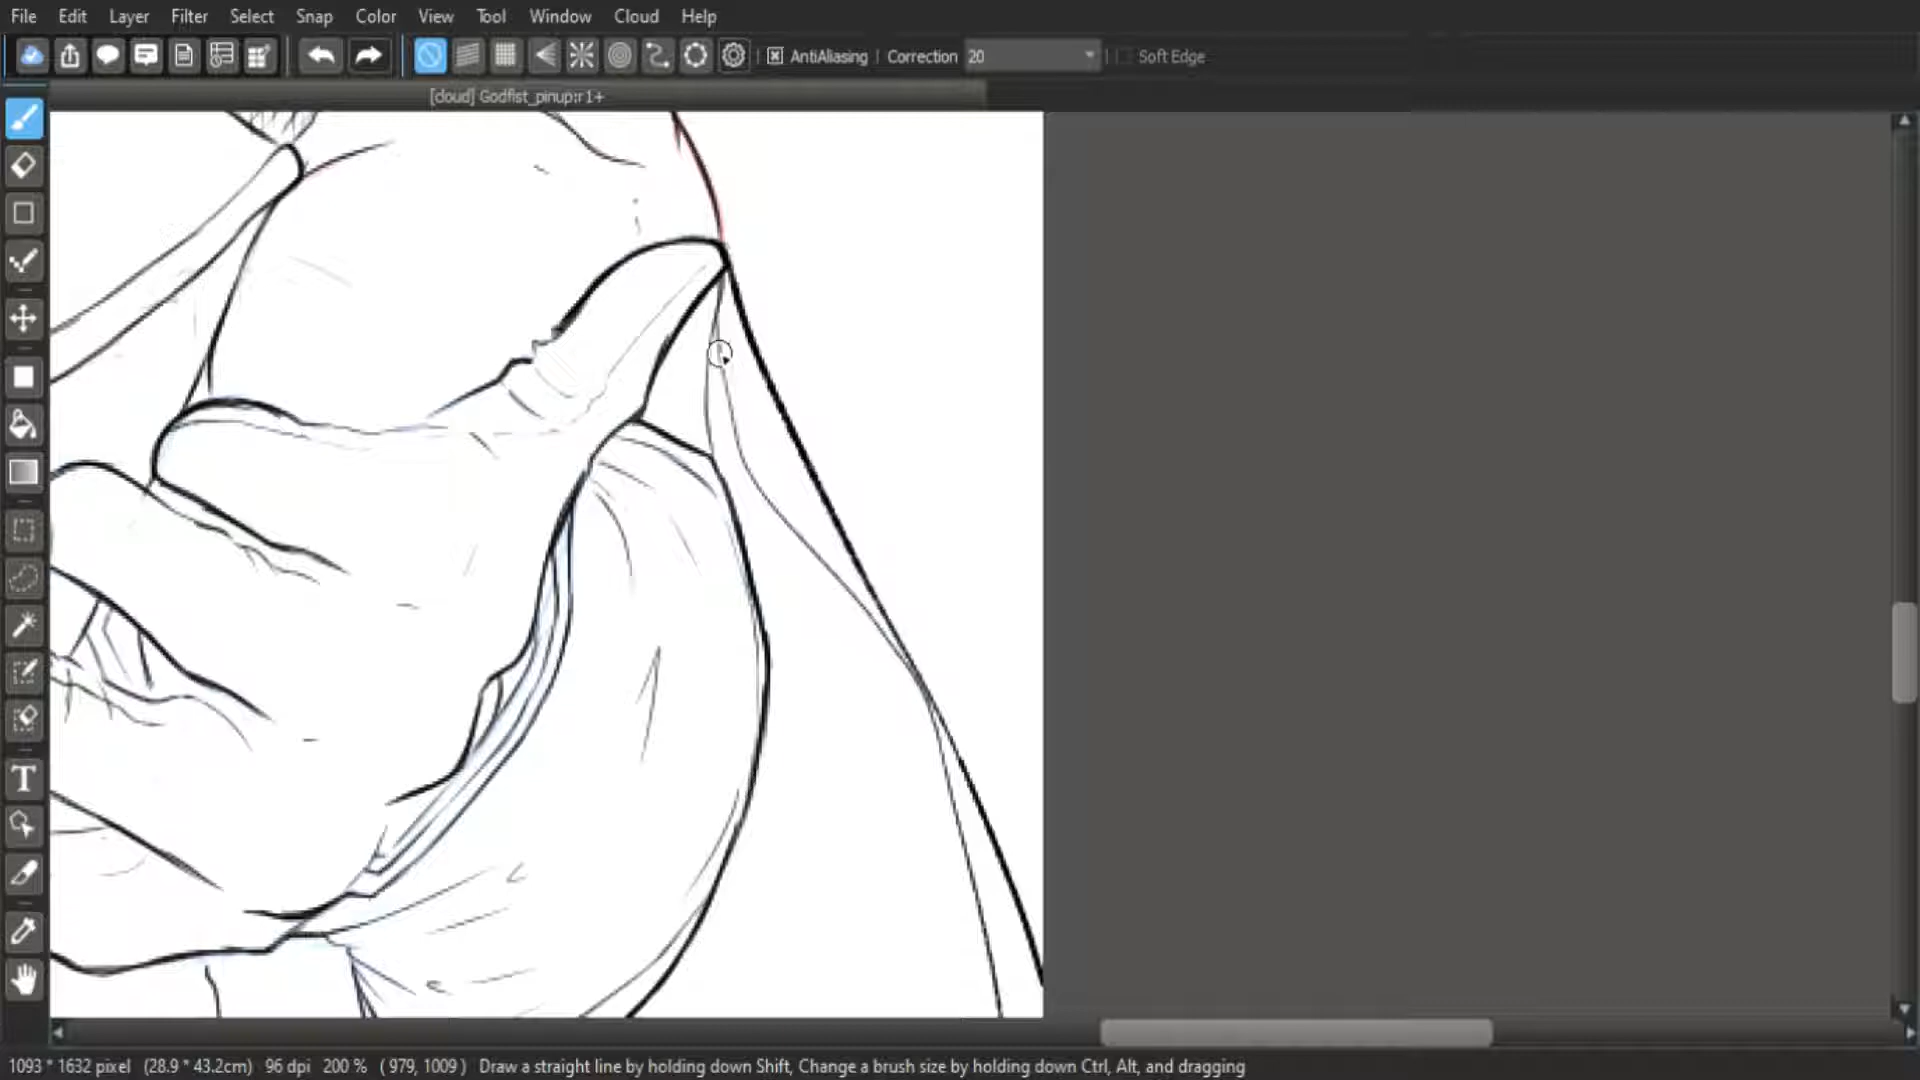 File Edit Layer Filter Select Snap Color View Tool Window Cloud Help
AntiAliasing Correction 20 Soft Edge
[cloud] Godfist_pinup:r1+
T
1093 * 1632 pixel (28.9 * 43.2cm) 96 dpi 200 % ( 979, 1009 ) Draw a straight line by holding down Shift, Change a brush size by holding down Ctrl, Alt, and dragging